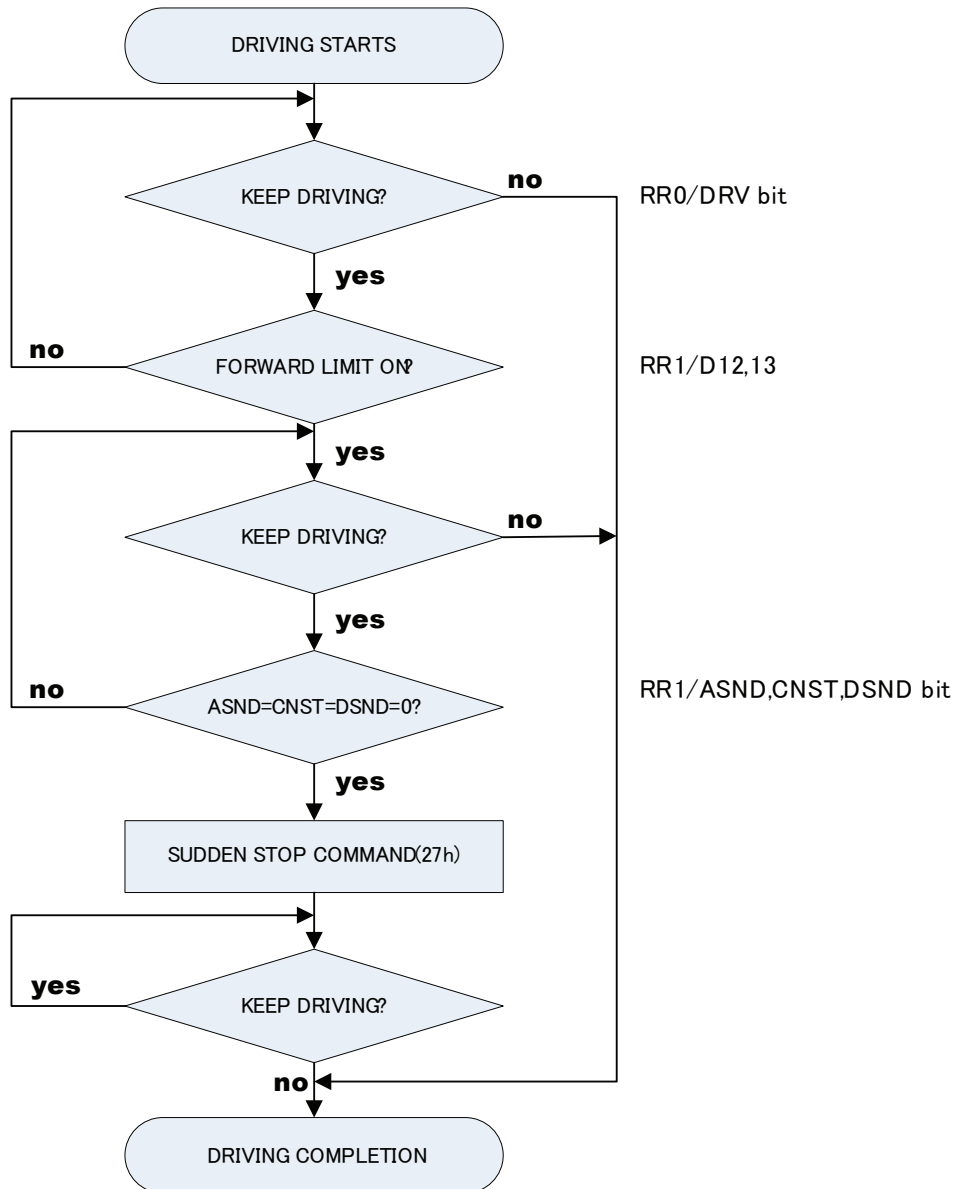 DRIVING STARTS
KEEP DRIVING?
no
RR0/DRV bit
yes
FORWARD LIMIT ON?
no
RR1/D12,13
yes
KEEP DRIVING?
no
yes
ASND=CNST=DSND=0?
no
RR1/ASND,CNST,DSND bit
yes
SUDDEN STOP COMMAND(27h)
KEEP DRIVING?
yes
no
DRIVING COMPLETION